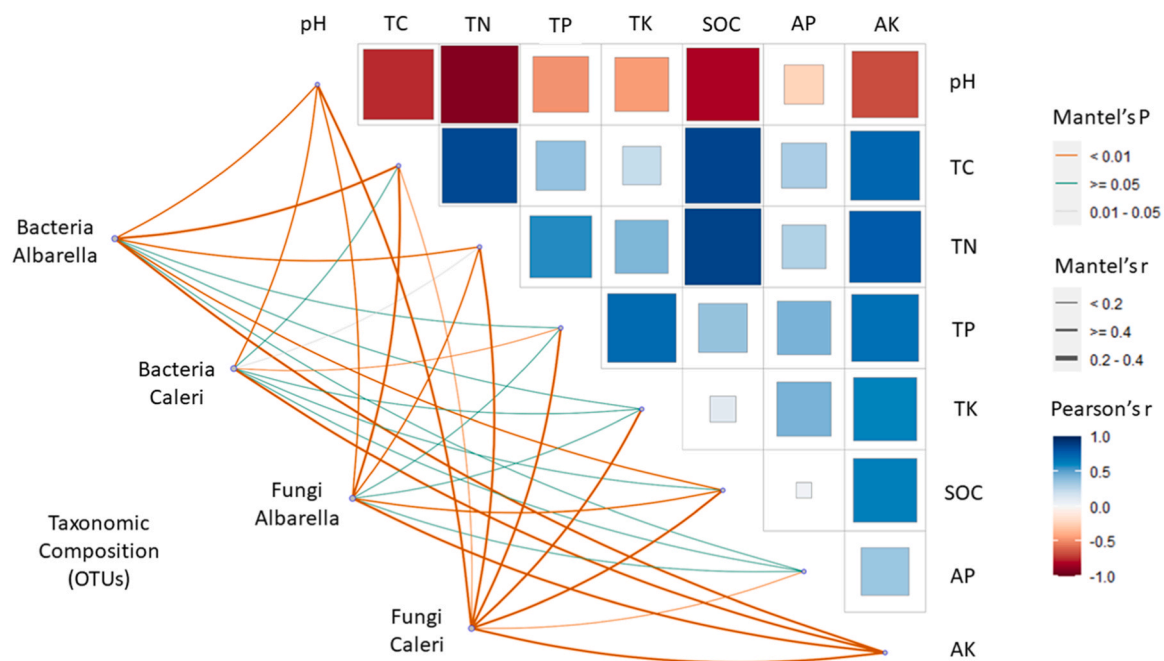 pH TC TN TP TK SOC AP AK
pH
TC
TN
TP
TK
SOC
AP
AK
Bacteria
Albarella
Bacteria
Caleri
Fungi
Albarella
Fungi
Caleri
Taxonomic
Composition
(OTUs)
Mantel's P
< 0.01
>= 0.05
0.01 - 0.05
Mantel's r
< 0.2
>= 0.4
0.2 - 0.4
Pearson's r
1.0
0.5
0.0
-0.5
-1.0